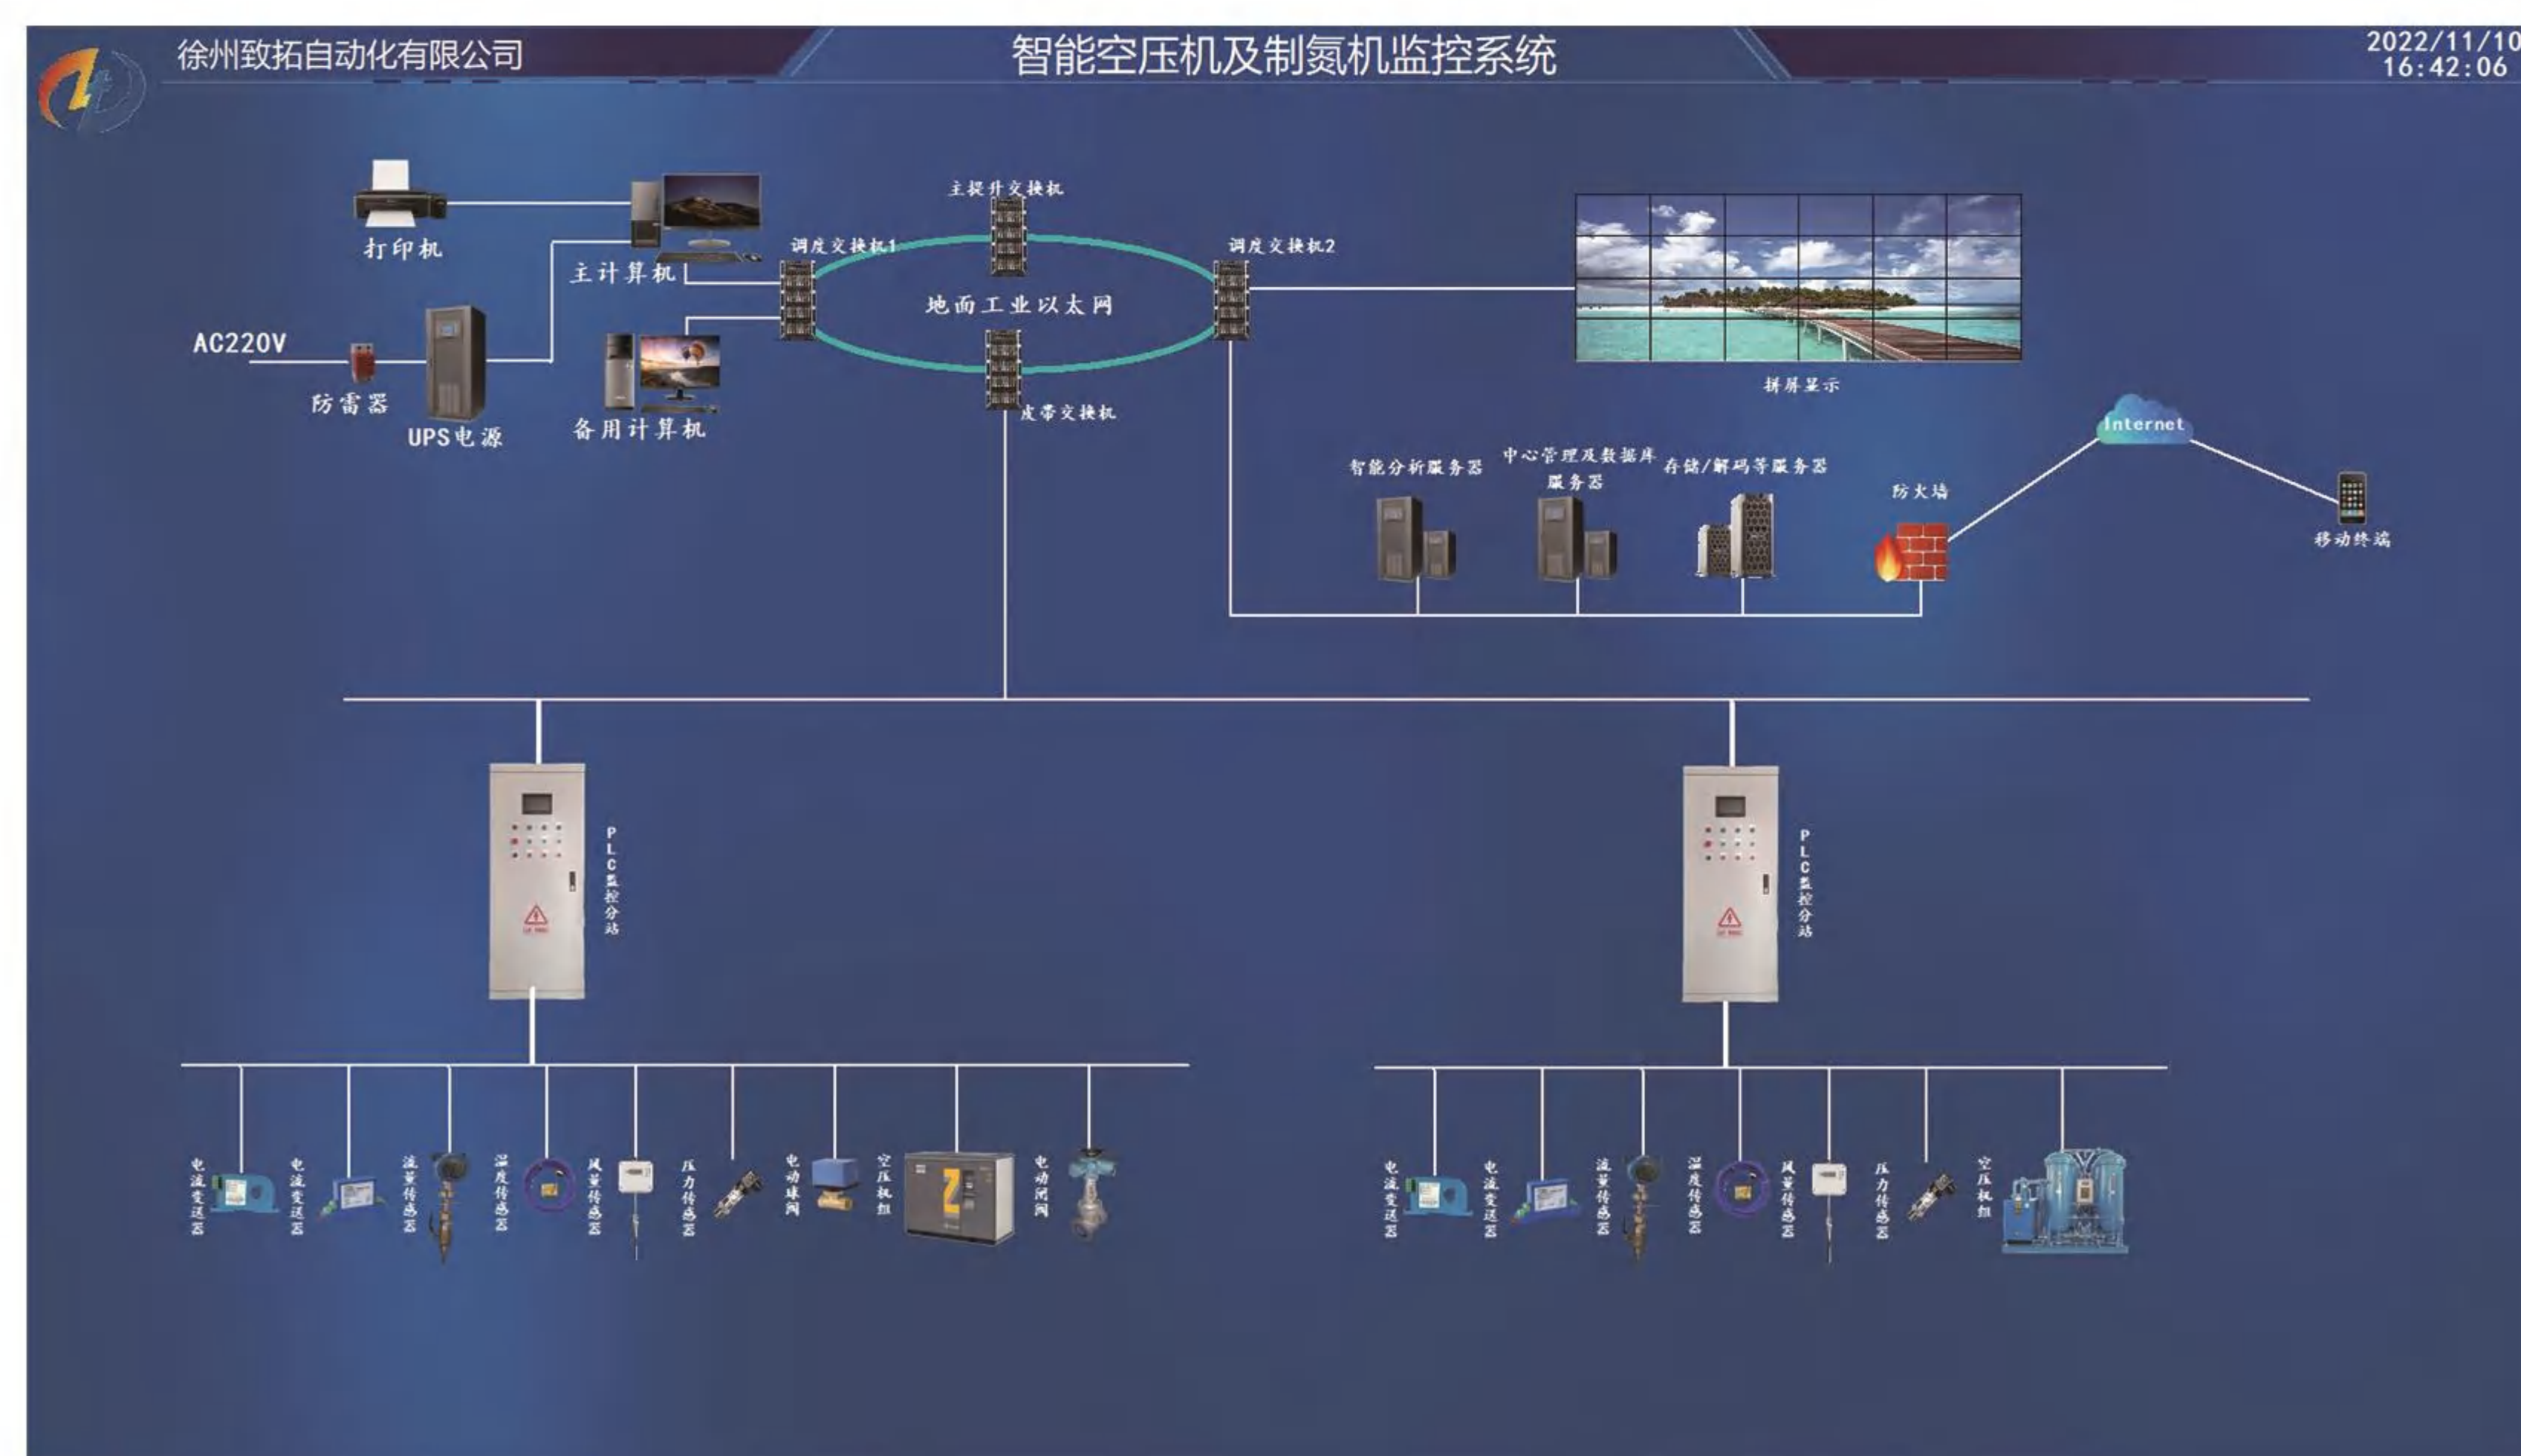 徐州致拓自动化有限公司
智能空压机及制氮机监控系统
2022/11/10
16:42:06
打印机
主计算机
调度交换机1
主提升交换机
调度交换机2
地面工业以太网
AC220V
防雷器
UPS电源
备用计算机
皮带交换机
拼屏显示
Internet
智能分析服务器
中心管理及数据库
服务器
存储/解码等服务器
防火墙
移动终端
PLC监控分站
PLC监控分站
电流变送器
电流变送器
流量传感器
温度传感器
风量传感器
压力传感器
电动球阀
空压机组
电动闸阀
电流变送器
电流变送器
流量传感器
温度传感器
风量传感器
压力传感器
空压机组